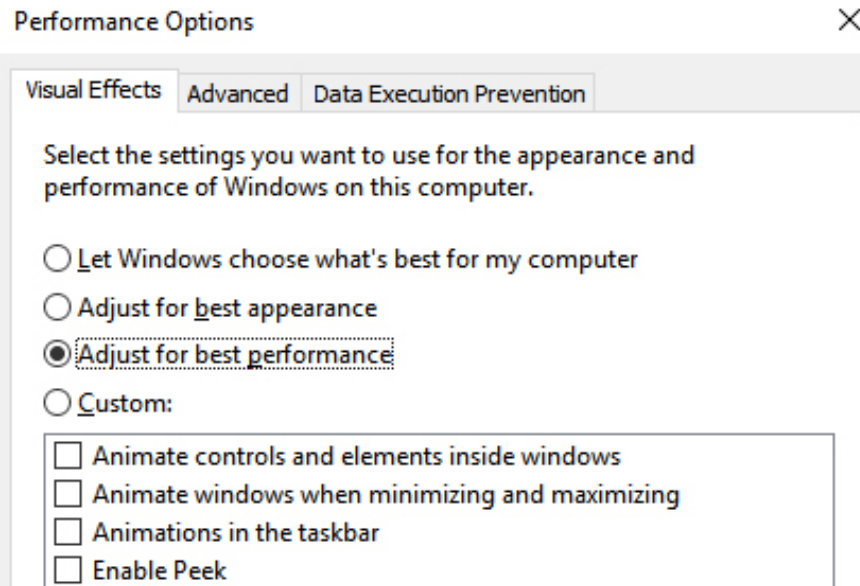 Performance Options
Visual Effects
Advanced
Data Execution Prevention
Select the settings you want to use for the appearance and
performance of Windows on this computer.
Let Windows choose what's best for my computer
Adjust for best appearance
Adjust for best performance
Custom:
Animate controls and elements inside windows
Animate windows when minimizing and maximizing
Animations in the taskbar
Enable Peek